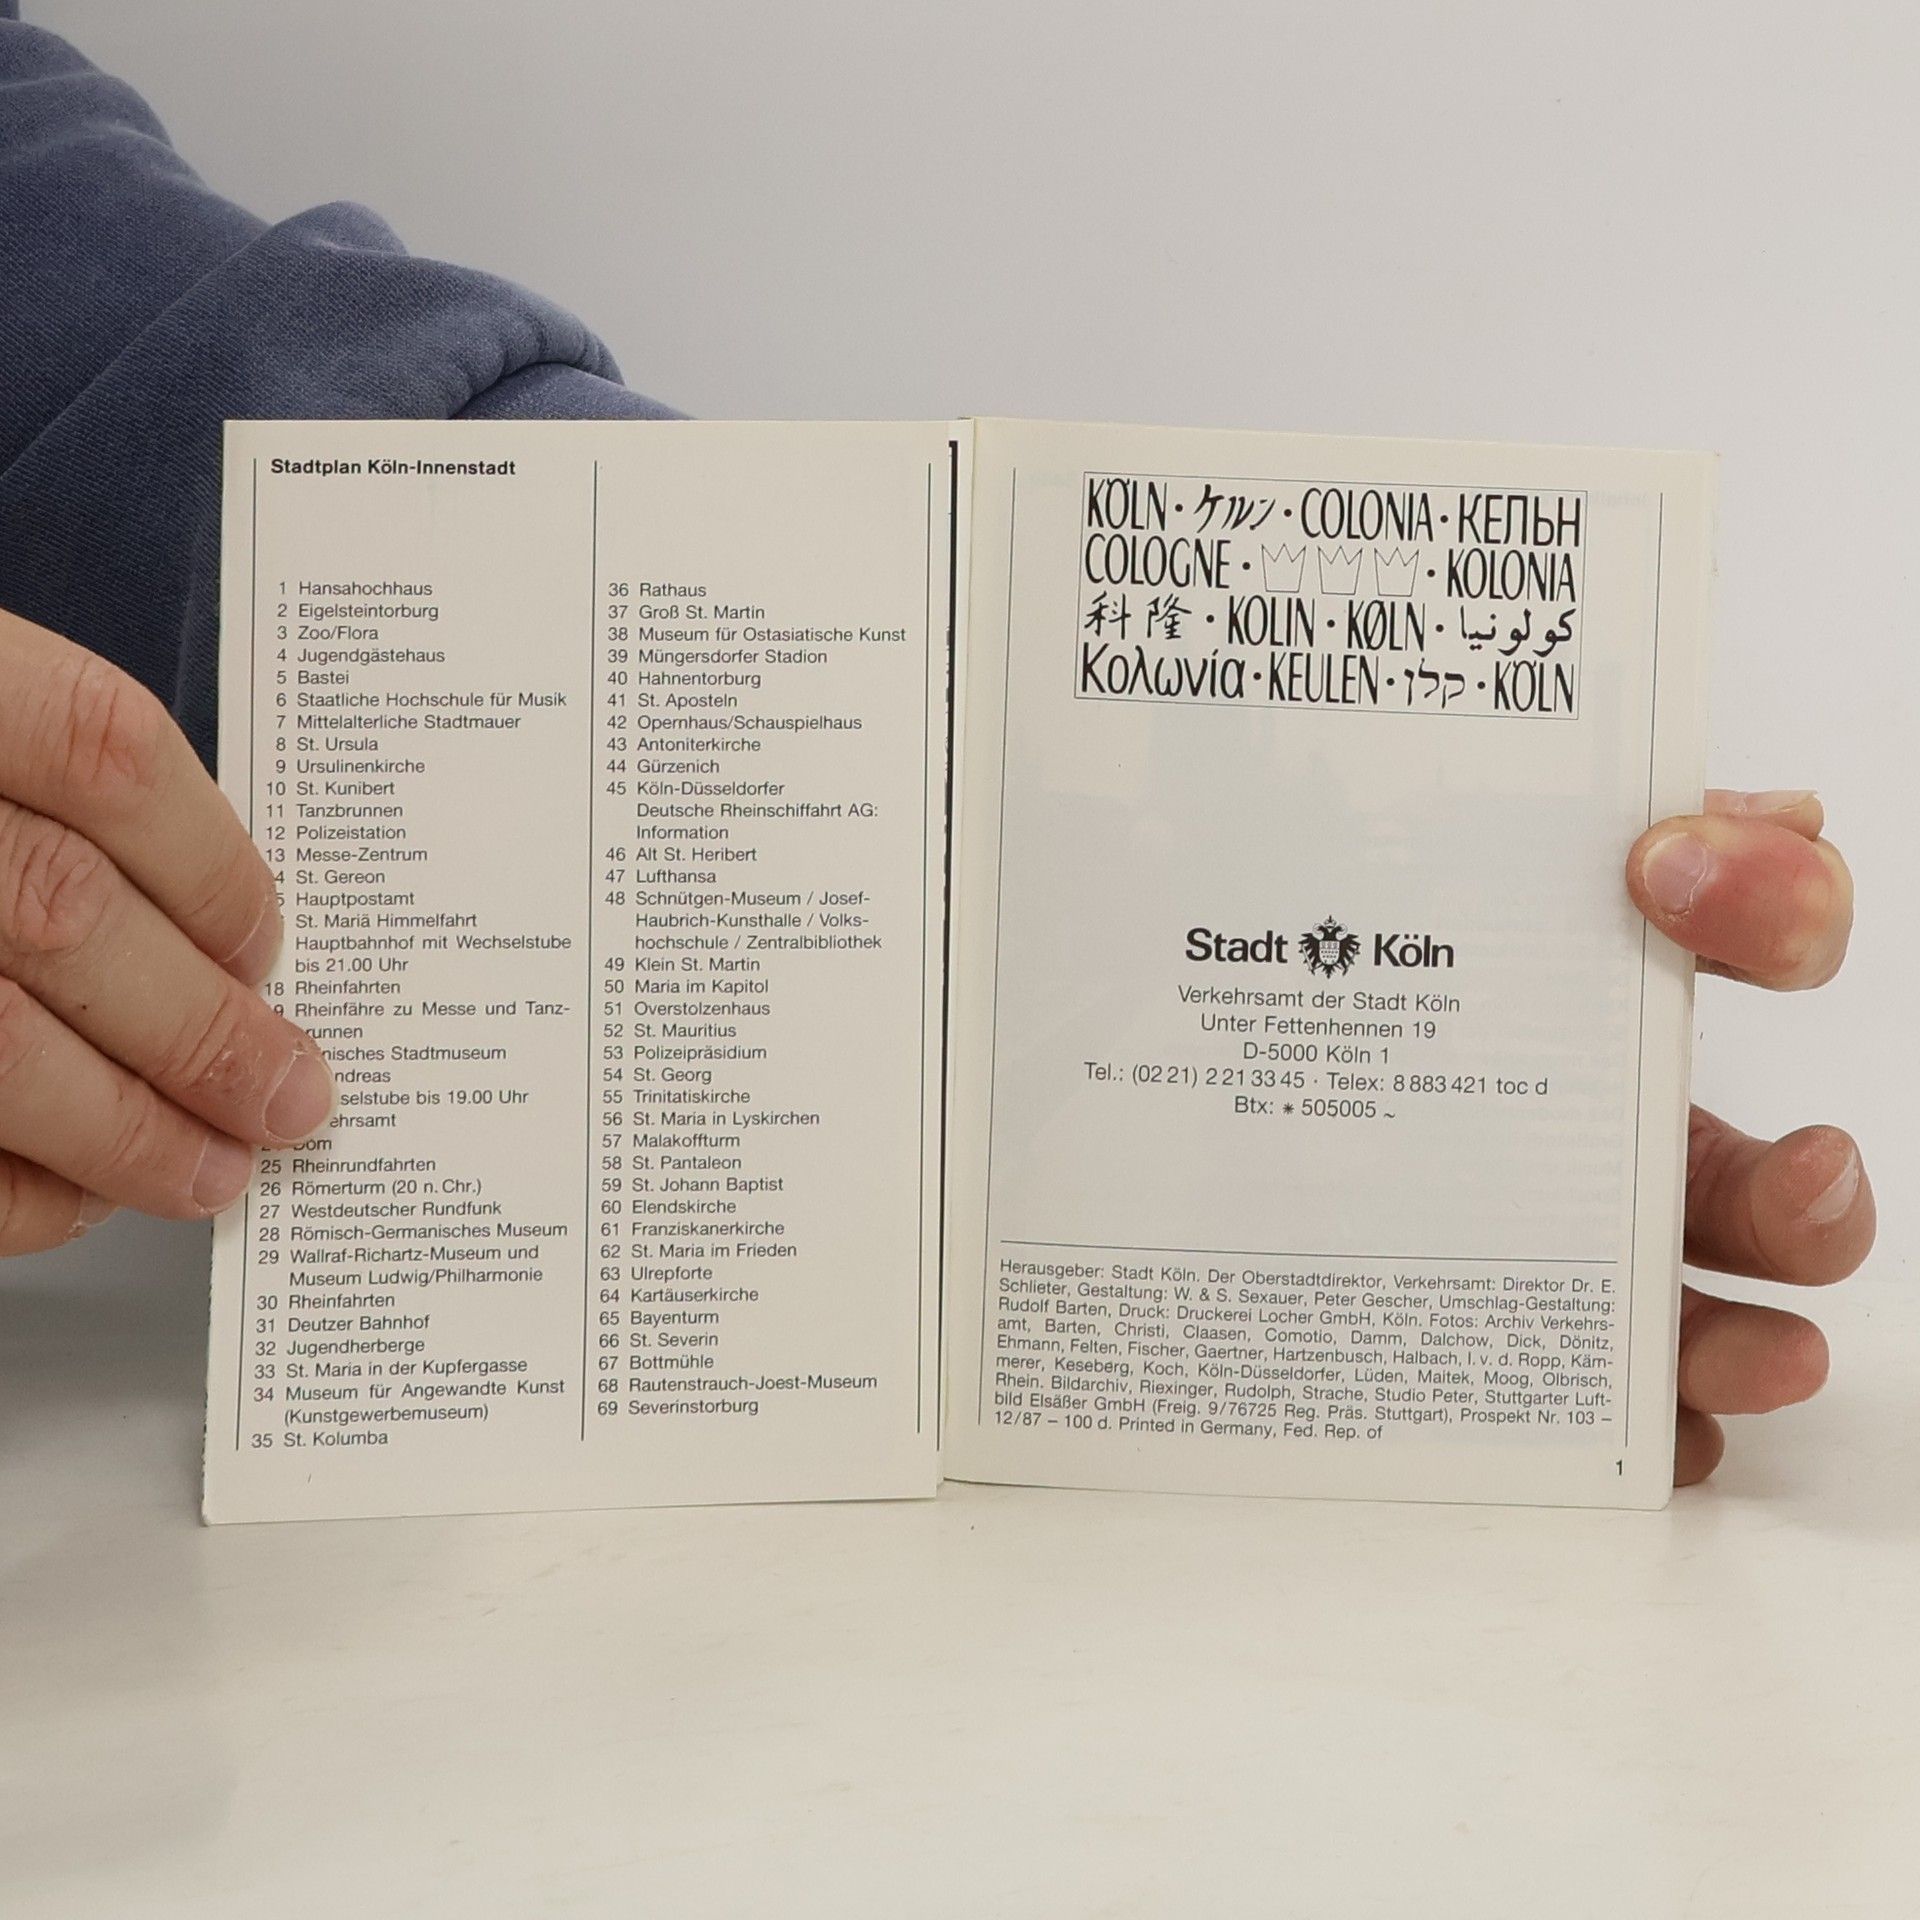 Stadtplan Köln-Innenstadt
1 Hansahochhaus
2 Eigelsteintorburg
3 Zoo/Flora
4 Jugendgästehaus
5 Bastei
6 Staatliche Hochschule für Musik
7 Mittelalterliche Stadtmauer
8 St. Ursula
9 Ursulinenkirche
10 St. Kunibert
11 Tanzbrunnen
12 Polizeistation
13 Messe-Zentrum
4 St. Gereon
5 Hauptpostamt
St. Mariä Himmelfahrt
Hauptbahnhof mit Wechselstube
bis 21.00 Uhr
18 Rheinfahrten
9 Rheinfähre zu Messe und Tanz-
runnen
nisches Stadtmuseum
ndreas
selstube bis 19.00 Uhr
ehrsamt
Dom
25 Rheinrundfahrten
26 Römerturm (20 n. Chr.)
27 Westdeutscher Rundfunk
28 Römisch-Germanisches Museum
29 Wallraf-Richartz-Museum und
Museum Ludwig/Philharmonie
30 Rheinfahrten
31 Deutzer Bahnhof
32 Jugendherberge
33 St. Maria in der Kupfergasse
34 Museum für Angewandte Kunst
(Kunstgewerbemuseum)
35 St. Kolumba
36 Rathaus
37 Groß St. Martin
38 Museum für Ostasiatische Kunst
39 Müngersdorfer Stadion
40 Hahnentorburg
41 St. Aposteln
42 Opernhaus/Schauspielhaus
43 Antoniterkirche
44 Gürzenich
45 Köln-Düsseldorfer
Deutsche Rheinschiffahrt AG:
Information
46 Alt St. Heribert
47 Lufthansa
48 Schnütgen-Museum / Josef-
Haubrich-Kunsthalle / Volks-
hochschule / Zentralbibliothek
49 Klein St. Martin
50 Maria im Kapitol
51 Overstolzenhaus
52 St. Mauritius
53 Polizeipräsidium
54 St. Georg
55 Trinitatiskirche
56 St. Maria in Lyskirchen
57 Malakoffturm
58 St. Pantaleon
59 St. Johann Baptist
60 Elendskirche
61 Franziskanerkirche
62 St. Maria im Frieden
63 Ulrepforte
64 Kartäuserkirche
65 Bayenturm
66 St. Severin
67 Bottmühle
68 Rautenstrauch-Joest-Museum
69 Severinstorburg
KÖLN · ケルン · COLONIA · КЕЛЬН
COLOGNE · · KOLONIA
科隆 · KOLIN · KØLN · كولونيا
Κολωνία · KEULEN · קלן · KÖLN
Stadt Köln
Verkehrsamt der Stadt Köln
Unter Fettenhennen 19
D-5000 Köln 1
Tel.: (02 21) 2 21 33 45 · Telex: 8 883 421 toc d
Btx: * 505005 ~
Herausgeber: Stadt Köln. Der Oberstadtdirektor, Verkehrsamt: Direktor Dr. E.
Schlieter, Gestaltung: W. & S. Sexauer, Peter Gescher, Umschlag-Gestaltung:
Rudolf Barten, Druck: Druckerei Locher GmbH, Köln. Fotos: Archiv Verkehrs-
amt, Barten, Christi, Claasen, Comotio, Damm, Dalchow, Dick, Dönitz,
Ehmann, Felten, Fischer, Gaertner, Hartzenbusch, Halbach, I. v. d. Ropp, Käm-
merer, Keseberg, Koch, Köln-Düsseldorfer, Lüden, Maitek, Moog, Olbrisch,
Rhein. Bildarchiv, Riexinger, Rudolph, Strache, Studio Peter, Stuttgarter Luft-
bild Elsäßer GmbH (Freig. 9/76725 Reg. Präs. Stuttgart), Prospekt Nr. 103 –
12/87 – 100 d. Printed in Germany, Fed. Rep. of
1